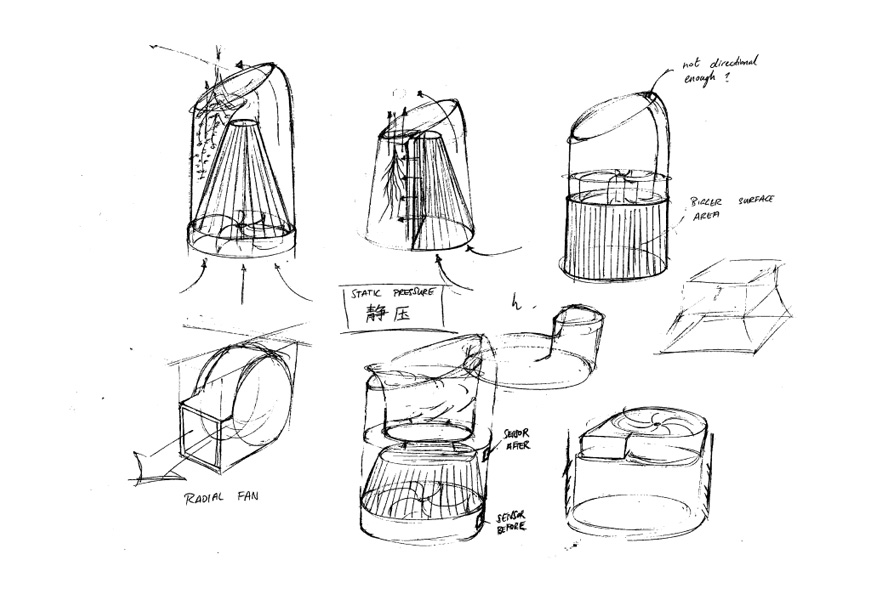 not directional
enough ?
BIGGER SURFACE
AREA
STATIC PRESSURE
静压
h.
SENSOR
AFTER
RADIAL FAN
SENSOR
BEFORE